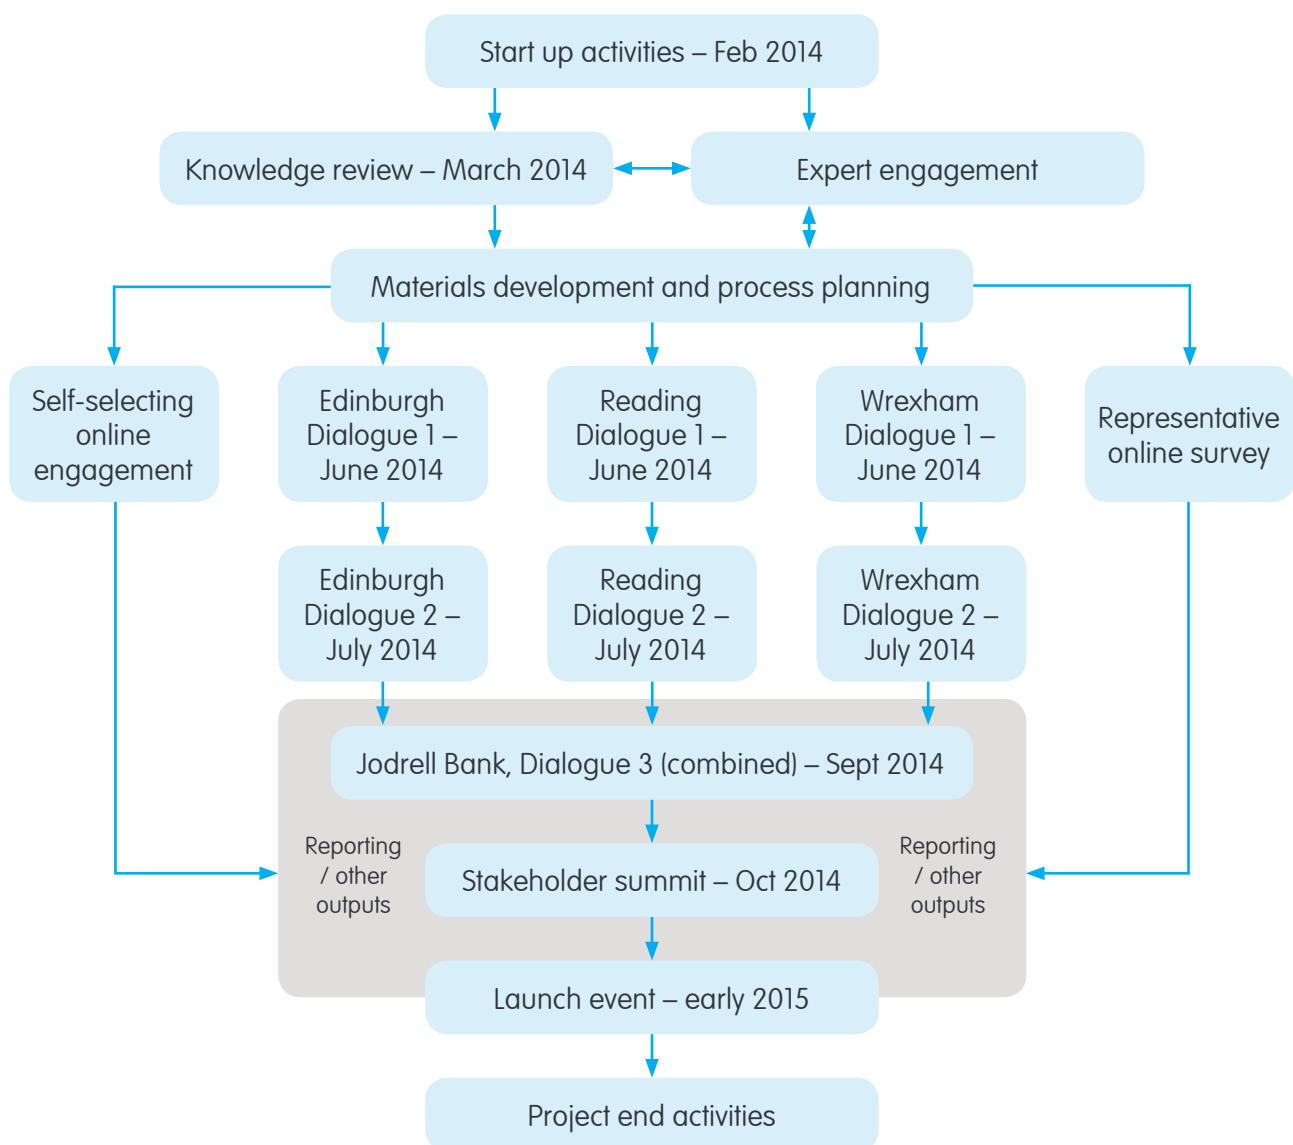 Start up activities – Feb 2014
Knowledge review – March 2014
Expert engagement
Materials development and process planning
Self-selecting
online
engagement
Edinburgh
Dialogue 1 –
June 2014
Reading
Dialogue 1 –
June 2014
Wrexham
Dialogue 1 –
June 2014
Representative
online survey
Edinburgh
Dialogue 2 –
July 2014
Reading
Dialogue 2 –
July 2014
Wrexham
Dialogue 2 –
July 2014
Jodrell Bank, Dialogue 3 (combined) – Sept 2014
Reporting
/ other
outputs
Stakeholder summit – Oct 2014
Reporting
/ other
outputs
Launch event – early 2015
Project end activities